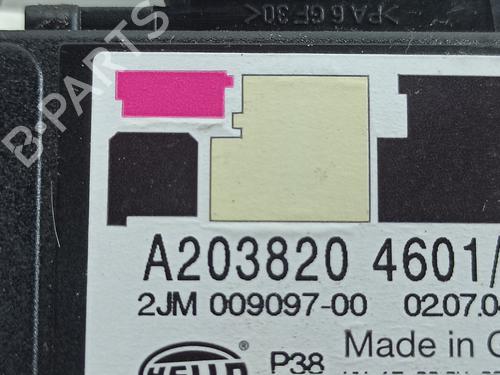 >PA 6 GF30<
B-PARTS
A203820 4601/
2JM 009097-00 02.07.0
HELLA P38 Made in